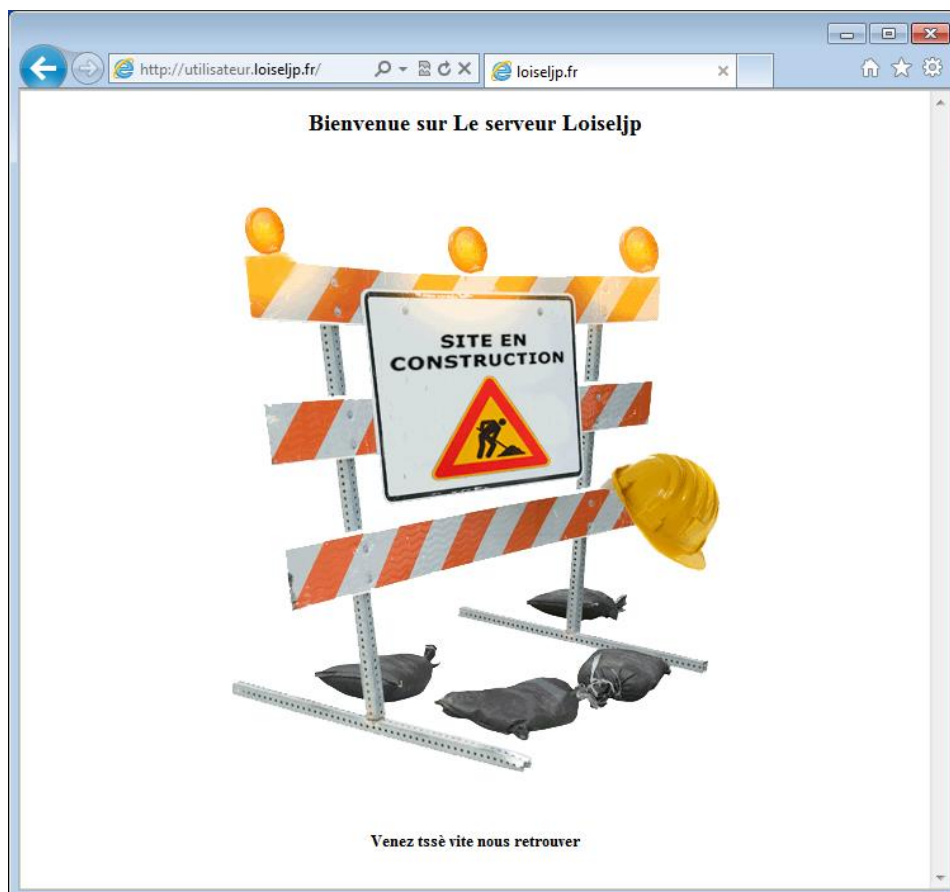 http://utilisateur.loiseljp.fr/
loiseljp.fr
Bienvenue sur Le serveur Loiseljp
SITE EN
CONSTRUCTION
Venez tssè vite nous retrouver